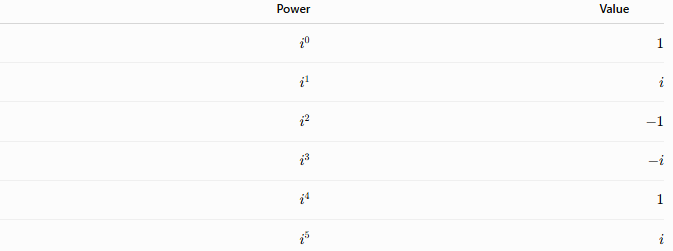 Power Value
i⁰ 1
i¹ i
i² −1
i³ −i
i⁴ 1
i⁵ i